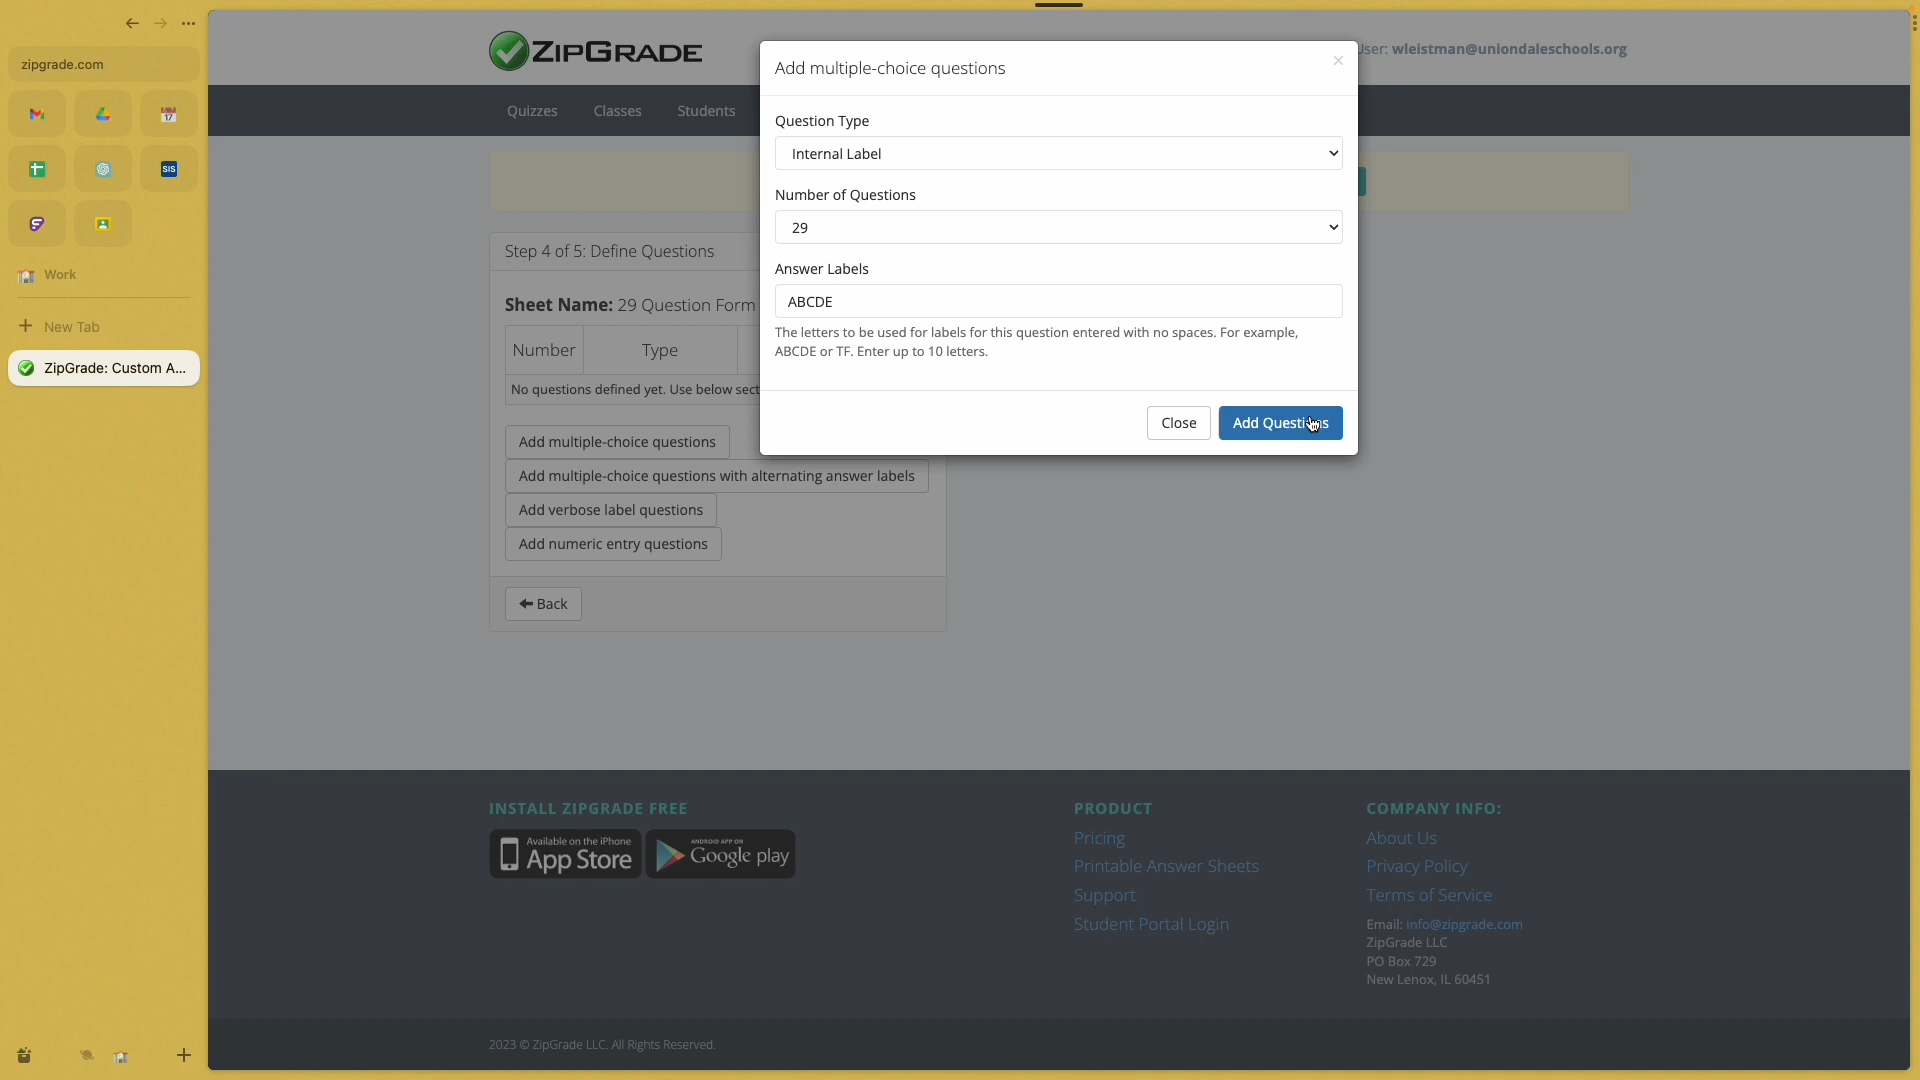 zipgrade.com
17
SIS
Work
New Tab
ZipGrade: Custom A...
ZIPGRADE
User: wleistman@uniondaleschools.org
Quizzes
Classes
Students
Add multiple-choice questions
×
Question Type
Internal Label
Number of Questions
29
Answer Labels
ABCDE
The letters to be used for labels for this question entered with no spaces. For example,
ABCDE or TF. Enter up to 10 letters.
Close
Add Questions
Step 4 of 5: Define Questions
Sheet Name: 29 Question Form
Number
Type
No questions defined yet. Use below sect
Add multiple-choice questions
Add multiple-choice questions with alternating answer labels
Add verbose label questions
Add numeric entry questions
Back
INSTALL ZIPGRADE FREE
Available on the iPhone
App Store
ANDROID APP ON
Google play
PRODUCT
Pricing
Printable Answer Sheets
Support
Student Portal Login
COMPANY INFO:
About Us
Privacy Policy
Terms of Service
Email: info@zipgrade.com
ZipGrade LLC
PO Box 729
New Lenox, IL 60451
2023 © ZipGrade LLC. All Rights Reserved.